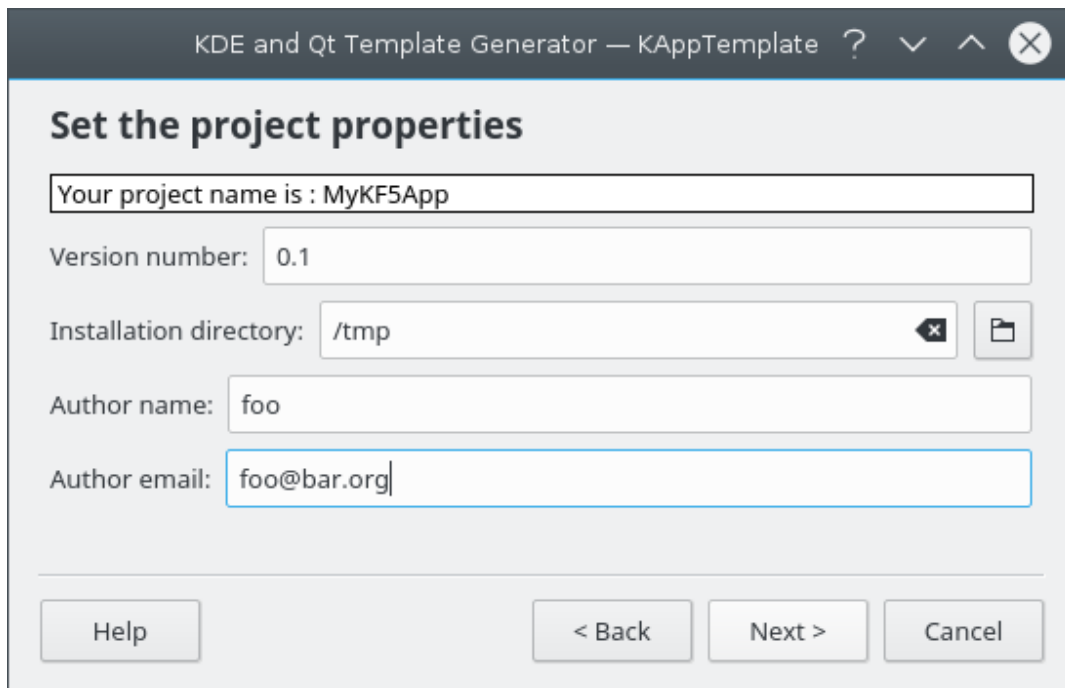 KDE and Qt Template Generator — KAppTemplate
Set the project properties
Your project name is : MyKF5App
Version number: 0.1
Installation directory: /tmp
Author name: foo
Author email: foo@bar.org
Help < Back Next > Cancel